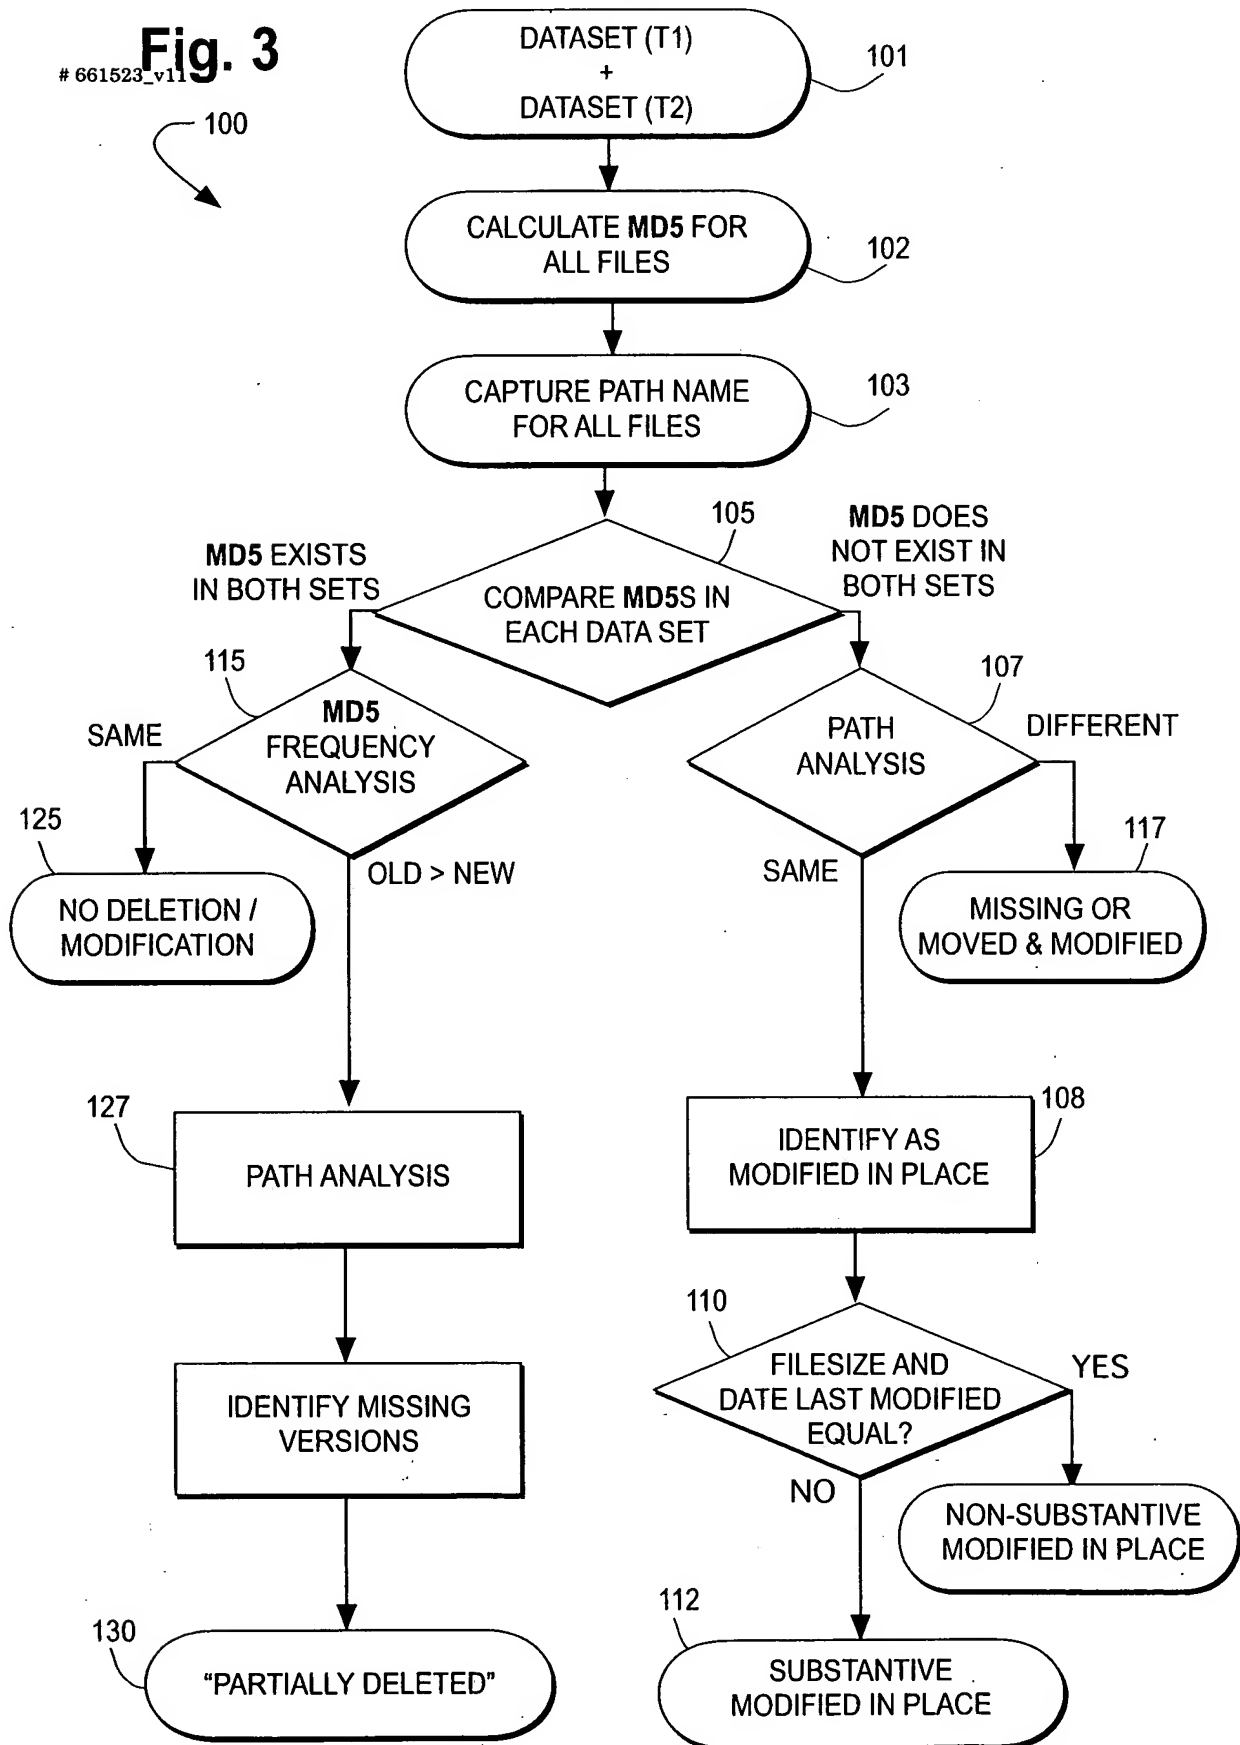 Fig. 3
# 661523_v11
100
DATASET (T1)
+
DATASET (T2)
101
CALCULATE MD5 FOR
ALL FILES
102
CAPTURE PATH NAME
FOR ALL FILES
103
105
MD5 EXISTS
IN BOTH SETS
COMPARE MD5S IN
EACH DATA SET
MD5 DOES
NOT EXIST IN
BOTH SETS
115
MD5
FREQUENCY
ANALYSIS
SAME
OLD > NEW
107
PATH
ANALYSIS
DIFFERENT
SAME
125
NO DELETION /
MODIFICATION
117
MISSING OR
MOVED & MODIFIED
127
PATH ANALYSIS
108
IDENTIFY AS
MODIFIED IN PLACE
IDENTIFY MISSING
VERSIONS
110
FILESIZE AND
DATE LAST MODIFIED
EQUAL?
YES
NO
NON-SUBSTANTIVE
MODIFIED IN PLACE
130
“PARTIALLY DELETED”
112
SUBSTANTIVE
MODIFIED IN PLACE